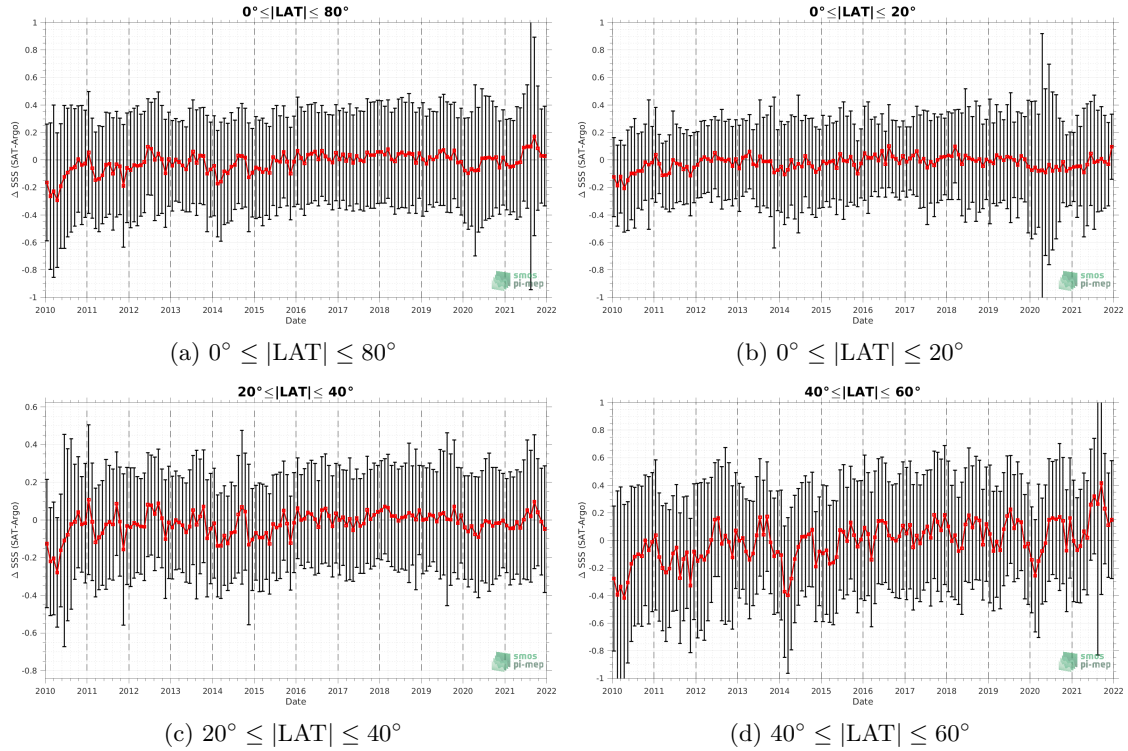 0°≤|LAT|≤ 80°
Δ SSS (SAT-Argo)
1
0.8
0.6
0.4
0.2
0
-0.2
-0.4
-0.6
-0.8
-1
2010 2011 2012 2013 2014 2015 2016 2017 2018 2019 2020 2021 2022
Date
smos
pi-mep
(a) 0° ≤ |LAT| ≤ 80°
0°≤|LAT|≤ 20°
Δ SSS (SAT-Argo)
1
0.8
0.6
0.4
0.2
0
-0.2
-0.4
-0.6
-0.8
-1
2010 2011 2012 2013 2014 2015 2016 2017 2018 2019 2020 2021 2022
Date
smos
pi-mep
(b) 0° ≤ |LAT| ≤ 20°
20°≤|LAT|≤ 40°
Δ SSS (SAT-Argo)
0.6
0.4
0.2
0
-0.2
-0.4
-0.6
-0.8
2010 2011 2012 2013 2014 2015 2016 2017 2018 2019 2020 2021 2022
Date
smos
pi-mep
(c) 20° ≤ |LAT| ≤ 40°
40°≤|LAT|≤ 60°
Δ SSS (SAT-Argo)
1
0.8
0.6
0.4
0.2
0
-0.2
-0.4
-0.6
-0.8
-1
2010 2011 2012 2013 2014 2015 2016 2017 2018 2019 2020 2021 2022
Date
smos
pi-mep
(d) 40° ≤ |LAT| ≤ 60°